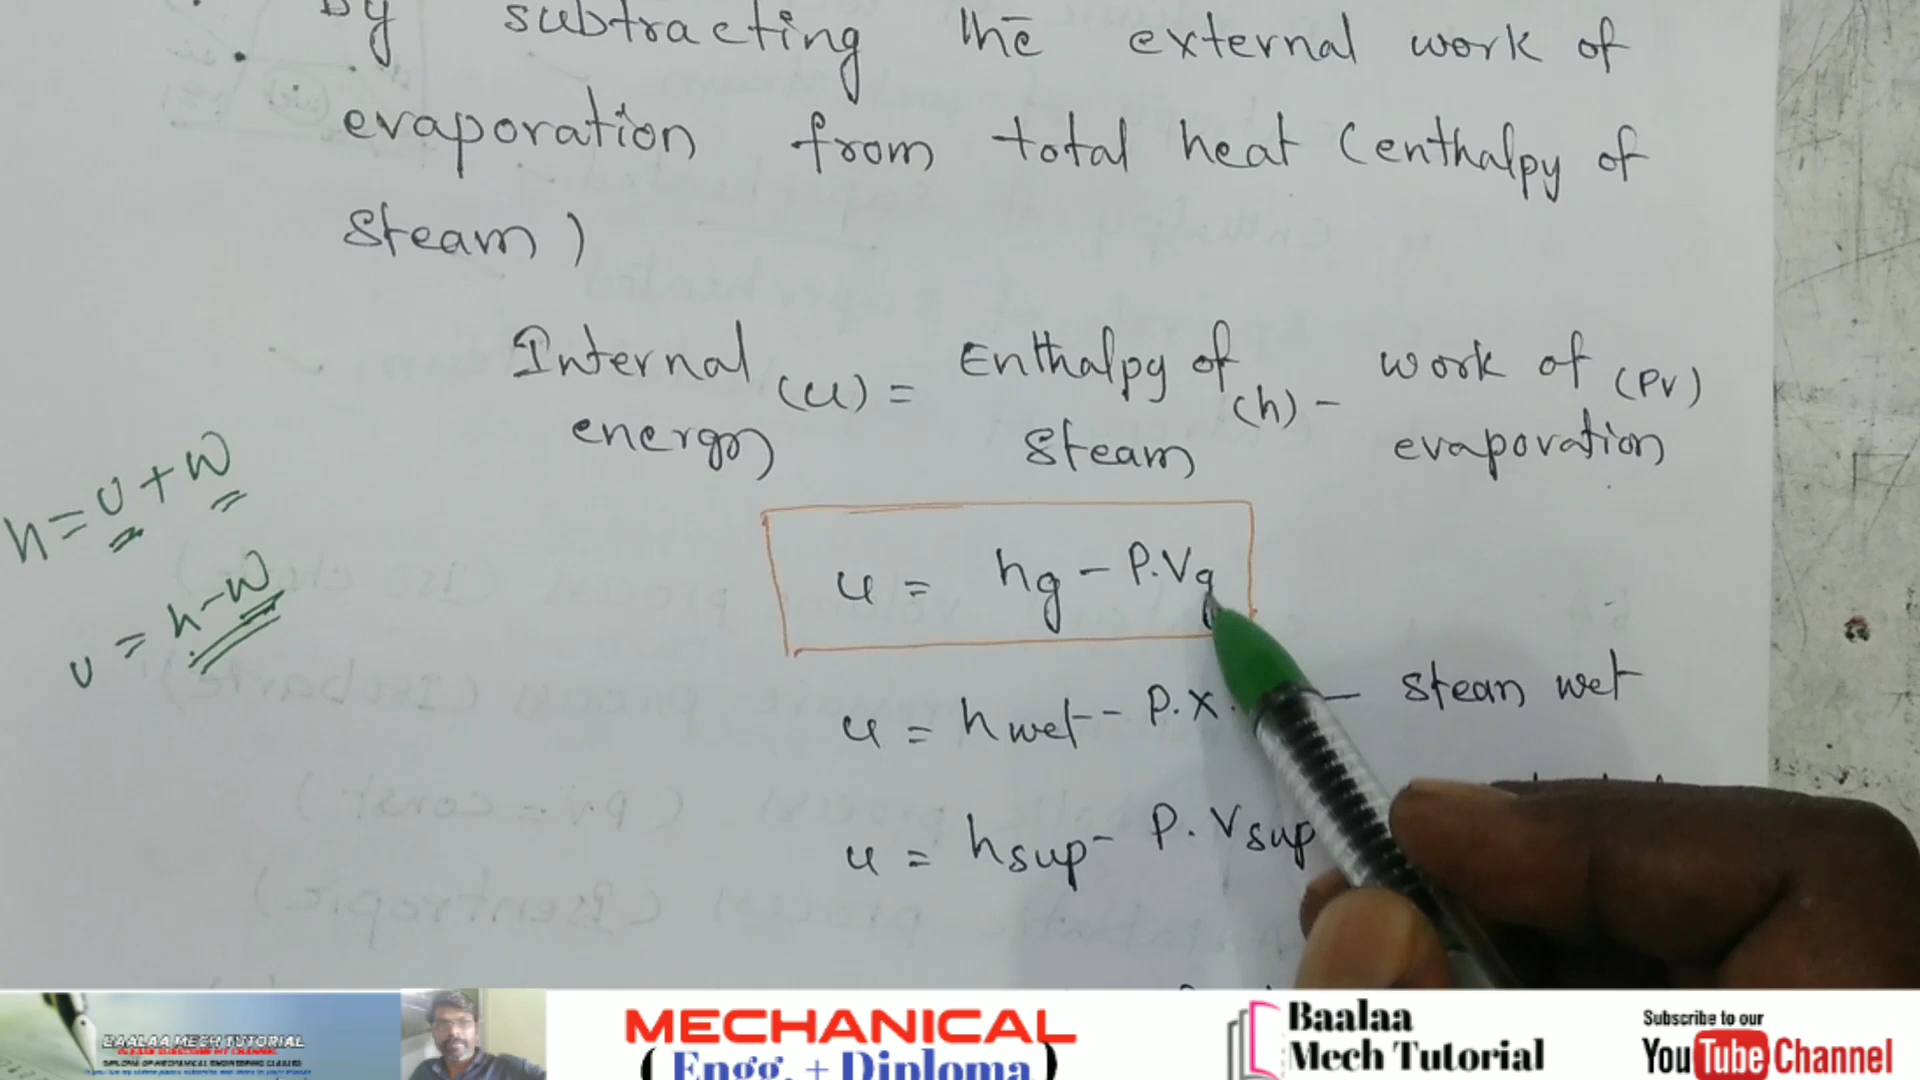 By subtracting the external work of
evaporation from total heat (enthalpy of
steam)
Internal energy (u) = Enthalpy of steam (h) - work of evaporation (PV)
h = u + w
u = h - w
u = hg - P.Vg
u = hwet - P.x. - stean wet
u = hsup - P.Vsup
BAALAA MECH TUTORIAL
MECHANICAL
( Engg. + Diploma )
Baalaa
Mech Tutorial
Subscribe to our
YouTube Channel